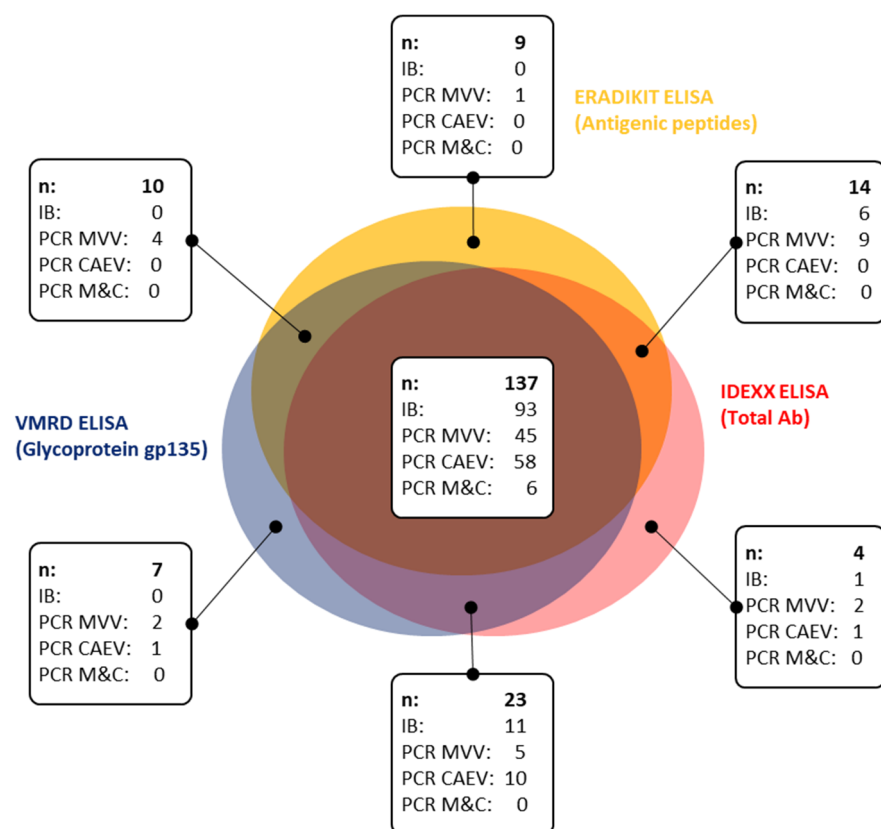 n: 9
IB: 0
PCR MVV: 1
PCR CAEV: 0
PCR M&C: 0
ERADIKIT ELISA
(Antigenic peptides)
n: 10
IB: 0
PCR MVV: 4
PCR CAEV: 0
PCR M&C: 0
n: 14
IB: 6
PCR MVV: 9
PCR CAEV: 0
PCR M&C: 0
VMRD ELISA
(Glycoprotein gp135)
n: 137
IB: 93
PCR MVV: 45
PCR CAEV: 58
PCR M&C: 6
IDEXX ELISA
(Total Ab)
n: 7
IB: 0
PCR MVV: 2
PCR CAEV: 1
PCR M&C: 0
n: 4
IB: 1
PCR MVV: 2
PCR CAEV: 1
PCR M&C: 0
n: 23
IB: 11
PCR MVV: 5
PCR CAEV: 10
PCR M&C: 0